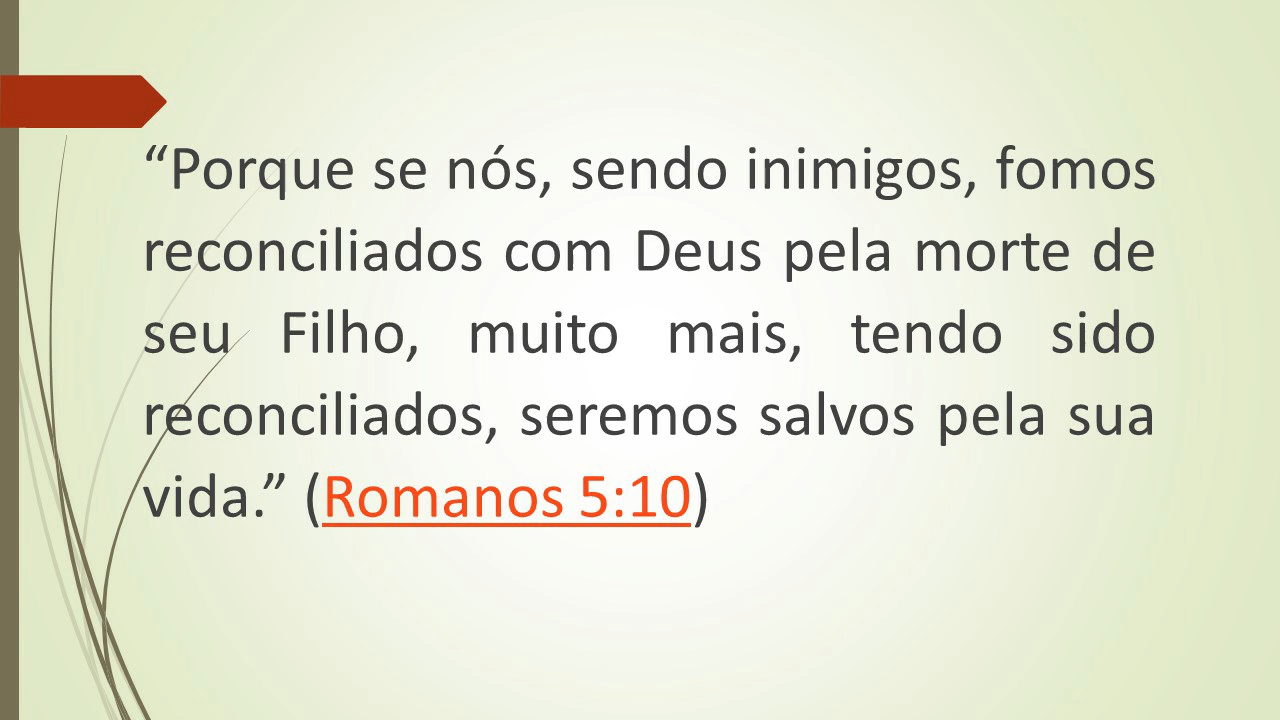 “Porque se nós, sendo inimigos, fomos
reconciliados com Deus pela morte de
seu Filho, muito mais, tendo sido
reconciliados, seremos salvos pela sua
vida.” (Romanos 5:10)